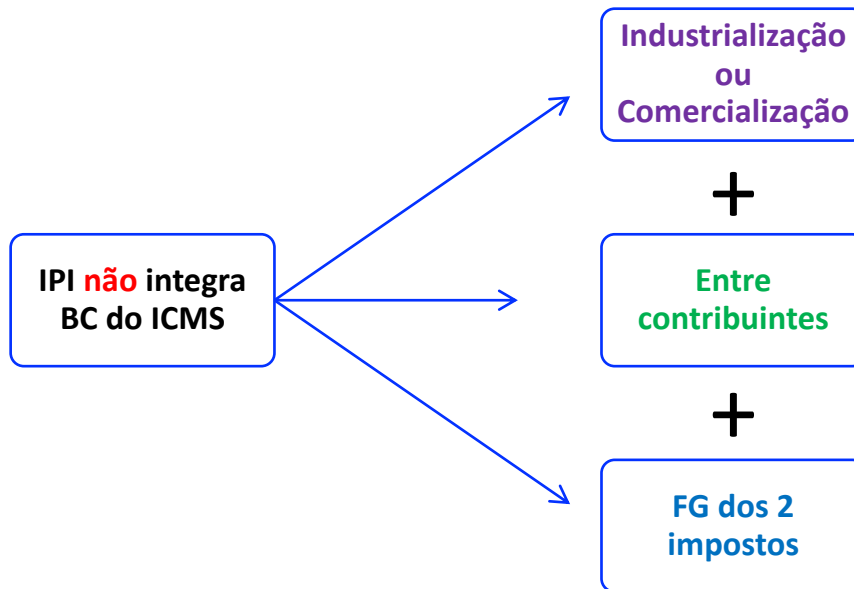 Industrialização
ou
Comercialização
+
IPI não integra
BC do ICMS
Entre
contribuintes
+
FG dos 2
impostos